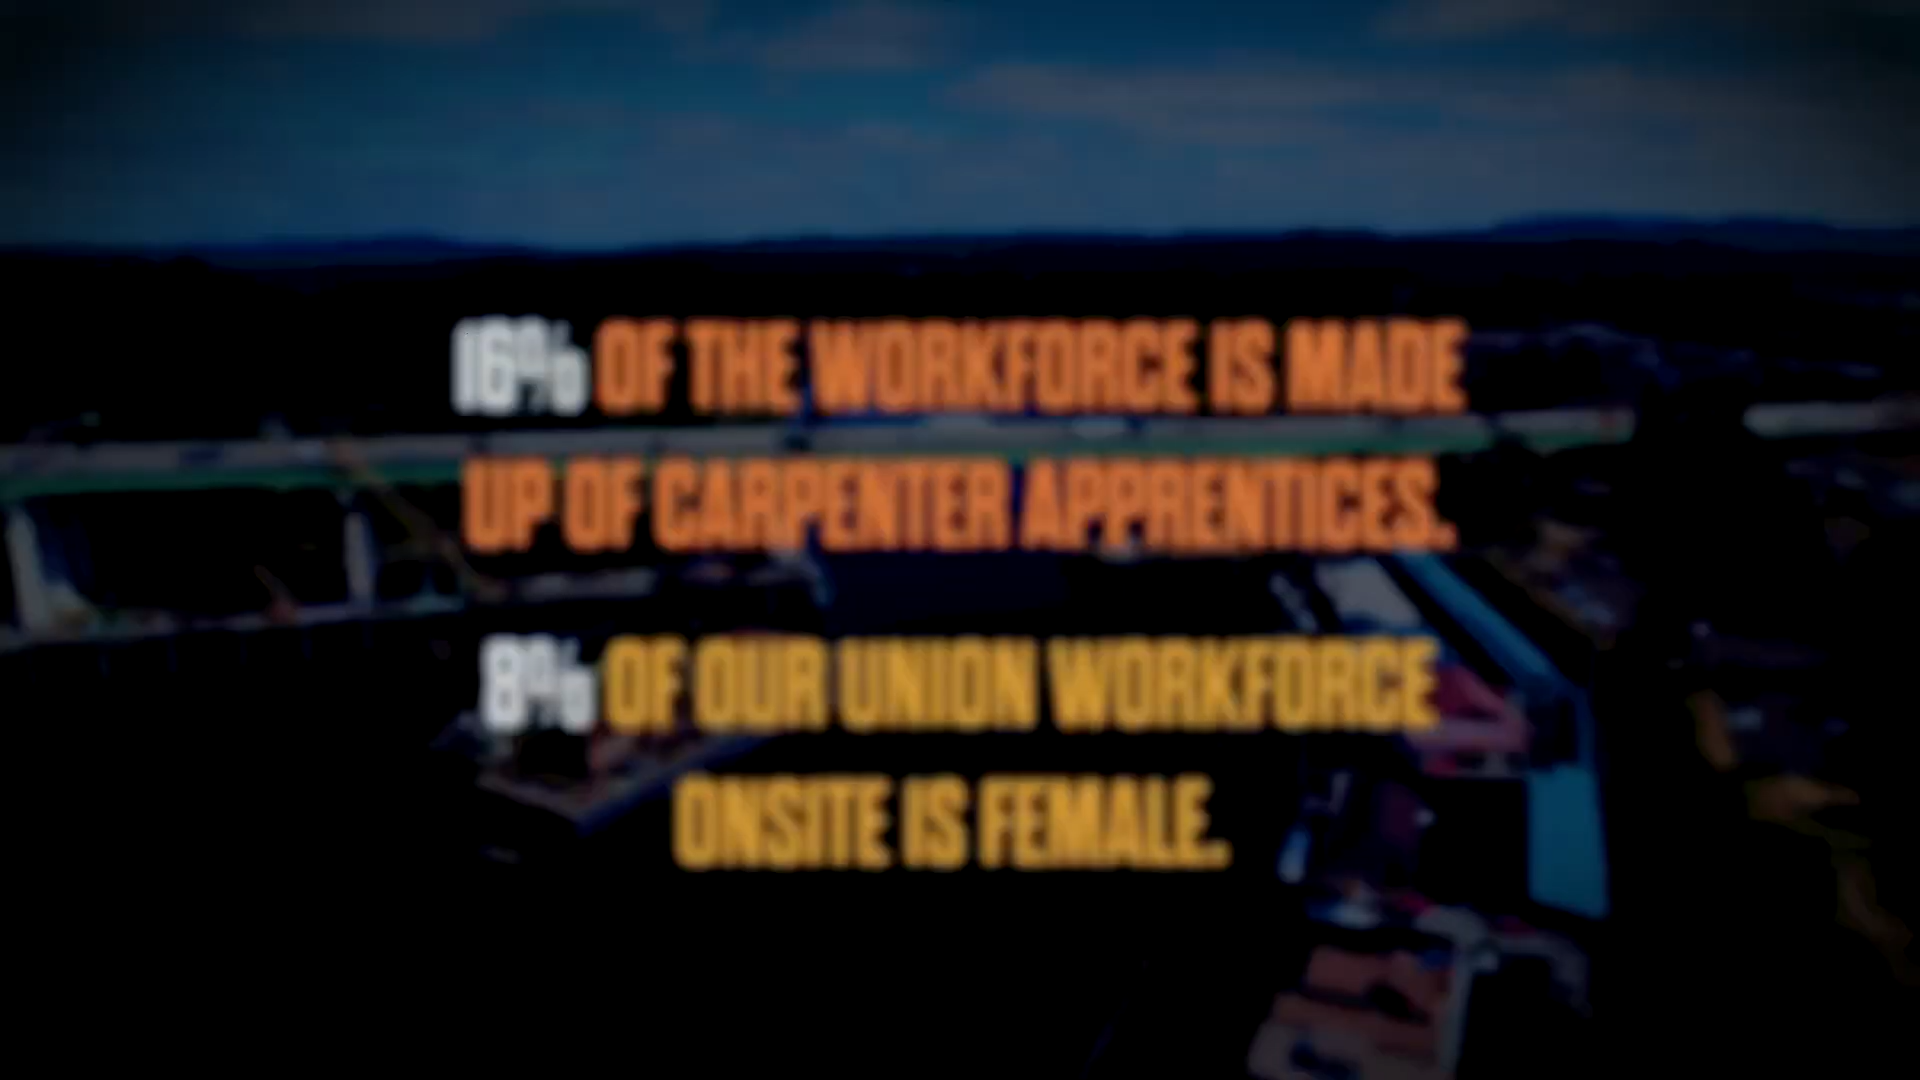 16% OF THE WORKFORCE IS MADE
UP OF CARPENTER APPRENTICES.
8% OF OUR UNION WORKFORCE
ONSITE IS FEMALE.